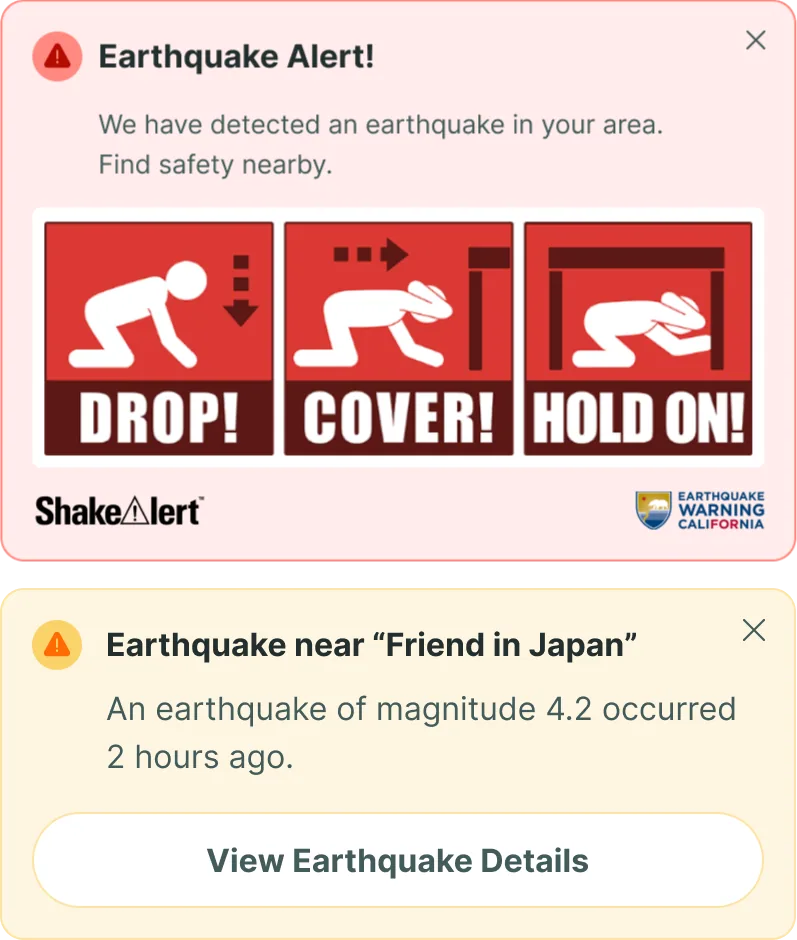 Earthquake Alert!
We have detected an earthquake in your area.
Find safety nearby.
DROP!
COVER!
HOLD ON!
ShakeAlert™
EARTHQUAKE
WARNING
CALIFORNIA
Earthquake near “Friend in Japan”
An earthquake of magnitude 4.2 occurred
2 hours ago.
View Earthquake Details